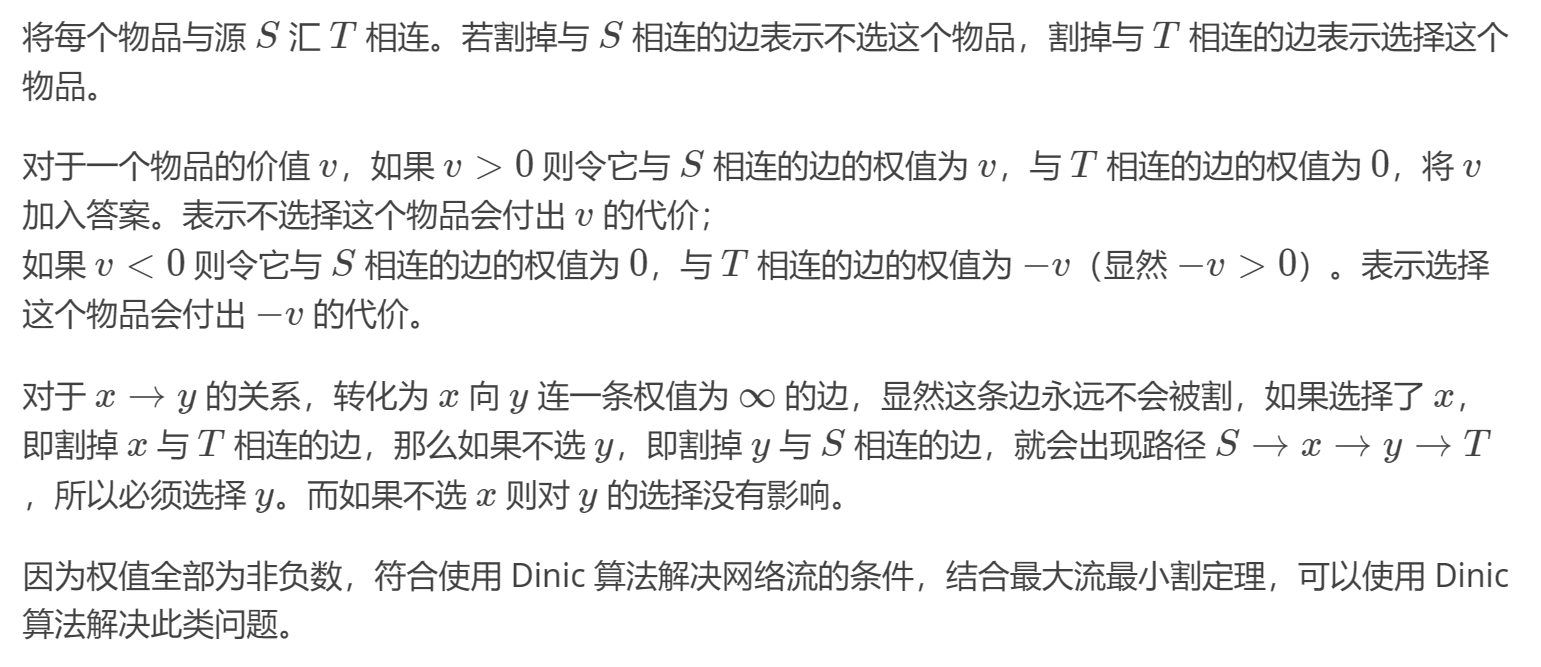 将每个物品与源 S 汇 T 相连。若割掉与 S 相连的边表示不选这个物品，割掉与 T 相连的边表示选择这个
物品。
对于一个物品的价值 v，如果 v > 0 则令它与 S 相连的边的权值为 v，与 T 相连的边的权值为 0，将 v
加入答案。表示不选择这个物品会付出 v 的代价；
如果 v < 0 则令它与 S 相连的边的权值为 0，与 T 相连的边的权值为 −v（显然 −v > 0）。表示选择
这个物品会付出 −v 的代价。
对于 x → y 的关系，转化为 x 向 y 连一条权值为 ∞ 的边，显然这条边永远不会被割，如果选择了 x，
即割掉 x 与 T 相连的边，那么如果不选 y，即割掉 y 与 S 相连的边，就会出现路径 S → x → y → T
，所以必须选择 y。而如果不选 x 则对 y 的选择没有影响。
因为权值全部为非负数，符合使用 Dinic 算法解决网络流的条件，结合最大流最小割定理，可以使用 Dinic
算法解决此类问题。